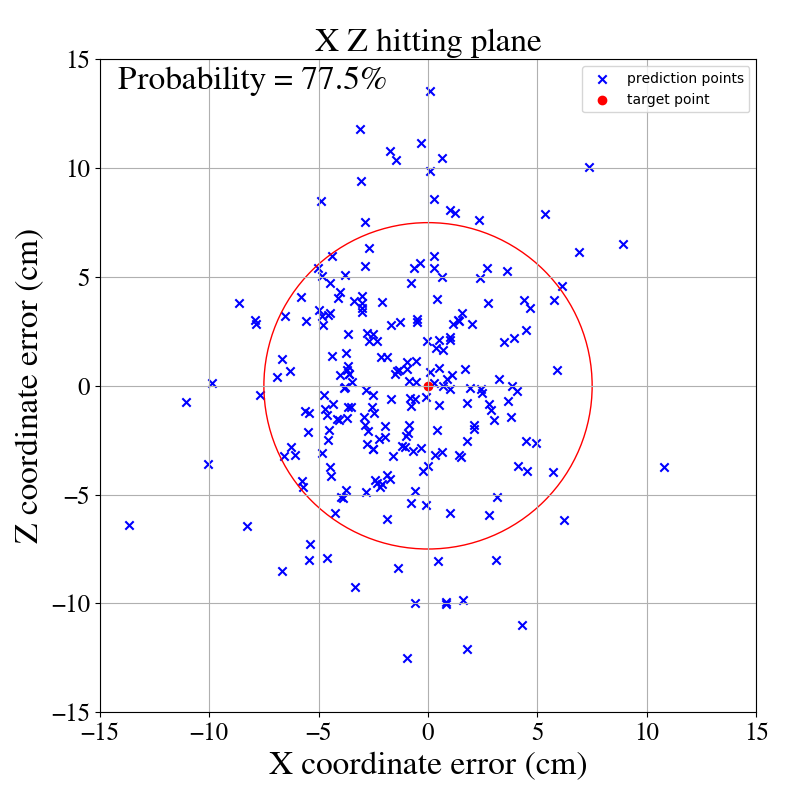 X Z hitting plane
Probability = 77.5%
prediction points
target point
15
10
5
0
−5
−10
−15
Z coordinate error (cm)
−15 −10 −5 0 5 10 15
X coordinate error (cm)